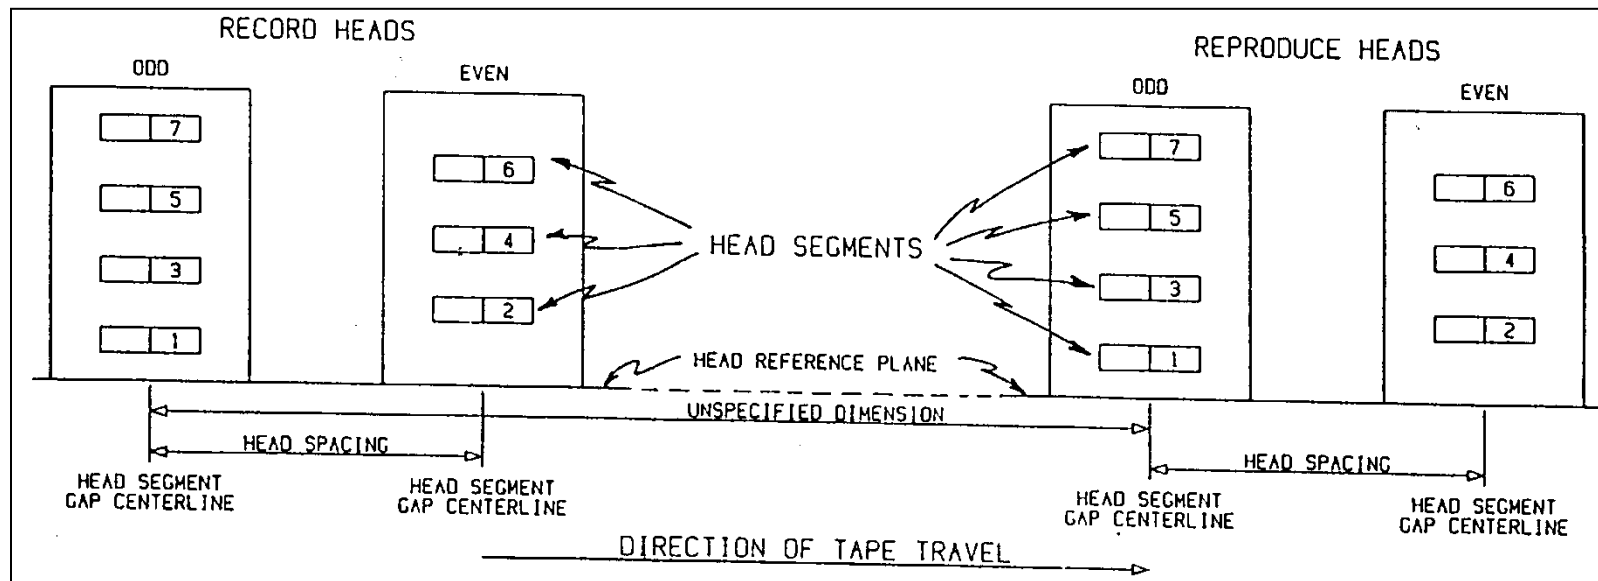 RECORD HEADS
REPRODUCE HEADS
ODD
EVEN
ODD
EVEN
7
5
3
1
6
4
2
7
5
3
1
6
4
2
HEAD SEGMENTS
HEAD REFERENCE PLANE
UNSPECIFIED DIMENSION
HEAD SPACING
HEAD SPACING
HEAD SEGMENT
GAP CENTERLINE
HEAD SEGMENT
GAP CENTERLINE
HEAD SEGMENT
GAP CENTERLINE
HEAD SEGMENT
GAP CENTERLINE
DIRECTION OF TAPE TRAVEL